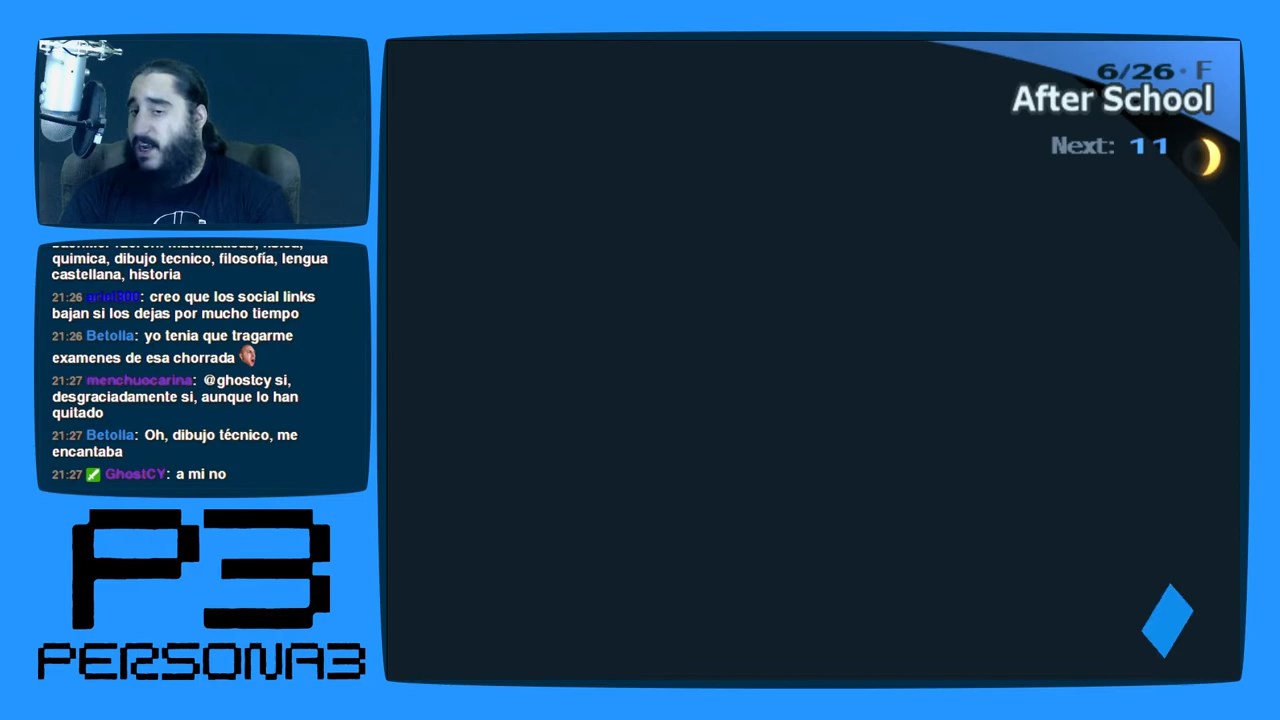 6/26 · F
After School
Next: 11
quimica, dibujo tecnico, filosofía, lengua
castellana, historia
21:26 : creo que los social links
bajan si los dejas por mucho tiempo
21:26 Betolla: yo tenia que tragarme
examenes de esa chorrada
21:27 menchuocarina: @ghostcy si,
desgraciadamente si, aunque lo han
quitado
21:27 Betolla: Oh, dibujo técnico, me
encantaba
21:27 GhostCY: a mi no
P3
PERSONA3